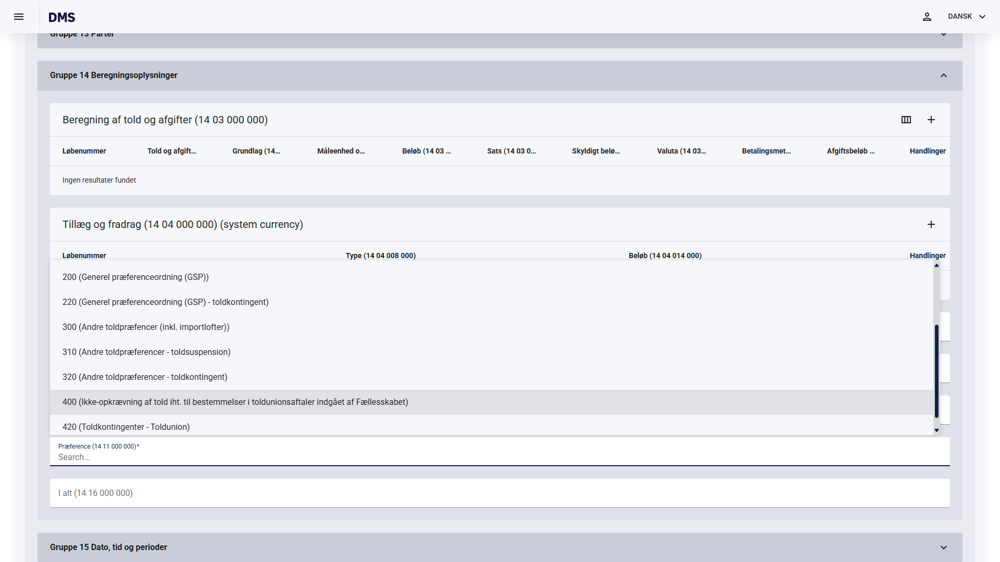 DMS
DANSK
Gruppe 13 Parter
Gruppe 14 Beregningsoplysninger
Beregning af told og afgifter (14 03 000 000)
Løbenummer Told og afgift... Grundlag (14... Måleenhed o... Beløb (14 03 ... Sats (14 03 0... Skyldigt belø... Valuta (14 03... Betalingsmet... Afgiftsbeløb ... Handlinger
Ingen resultater fundet
Tillæg og fradrag (14 04 000 000) (system currency)
Løbenummer Type (14 04 008 000) Beløb (14 04 014 000) Handlinger
200 (Generel præferenceordning (GSP))
220 (Generel præferenceordning (GSP) - toldkontingent)
300 (Andre toldpræfencer (inkl. importlofter))
310 (Andre toldpræferencer - toldsuspension)
320 (Andre toldpræferencer - toldkontingent)
400 (Ikke-opkrævning af told iht. til bestemmelser i toldunionsaftaler indgået af Fællesskabet)
420 (Toldkontingenter - Toldunion)
Præference (14 11 000 000)*
Search...
I alt (14 16 000 000)
Gruppe 15 Dato, tid og perioder